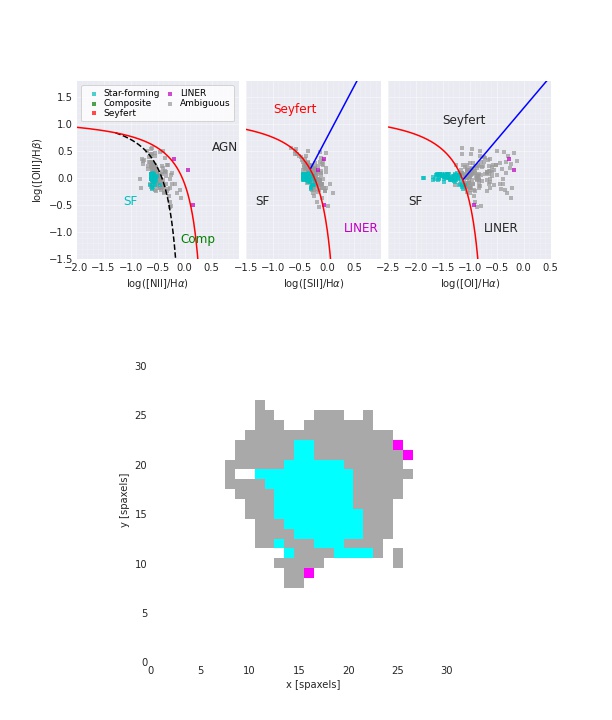 Star-forming
Composite
Seyfert
LINER
Ambiguous
AGN
SF
Comp
log([OIII]/Hβ)
1.5
1.0
0.5
0.0
−0.5
−1.0
−1.5
−2.0 −1.5 −1.0 −0.5 0.0 0.5
log([NII]/Hα)
Seyfert
SF
LINER
−1.0 −0.5 0.0 0.5
log([SII]/Hα)
Seyfert
SF
LINER
−2.5 −2.0 −1.5 −1.0 −0.5 0.0 0.5
log([OI]/Hα)
30
25
20
15
10
5
0
y [spaxels]
0 5 10 15 20 25 30
x [spaxels]